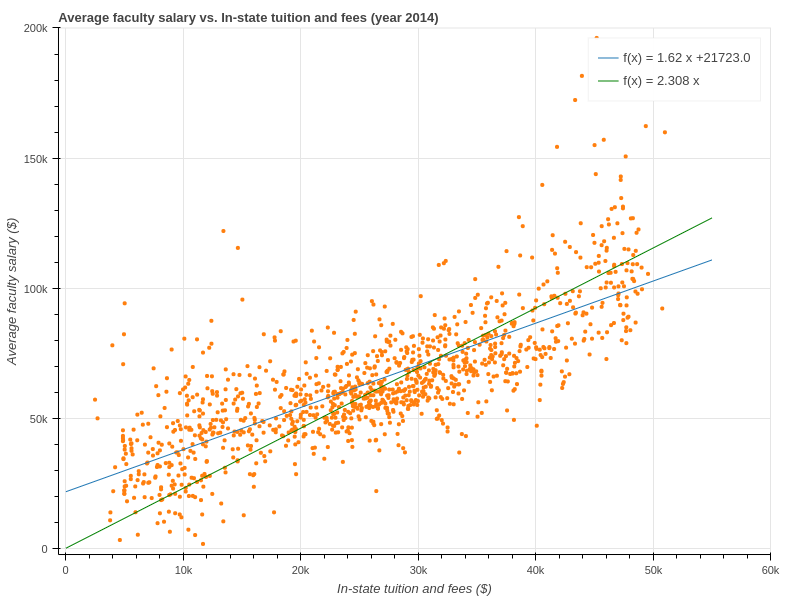 Average faculty salary vs. In-state tuition and fees (year 2014)
200k
f(x) = 1.62 x +21723.0
f(x) = 2.308 x
150k
Average faculty salary ($)
100k
50k
0
0 10k 20k 30k 40k 50k 60k
In-state tuition and fees ($)